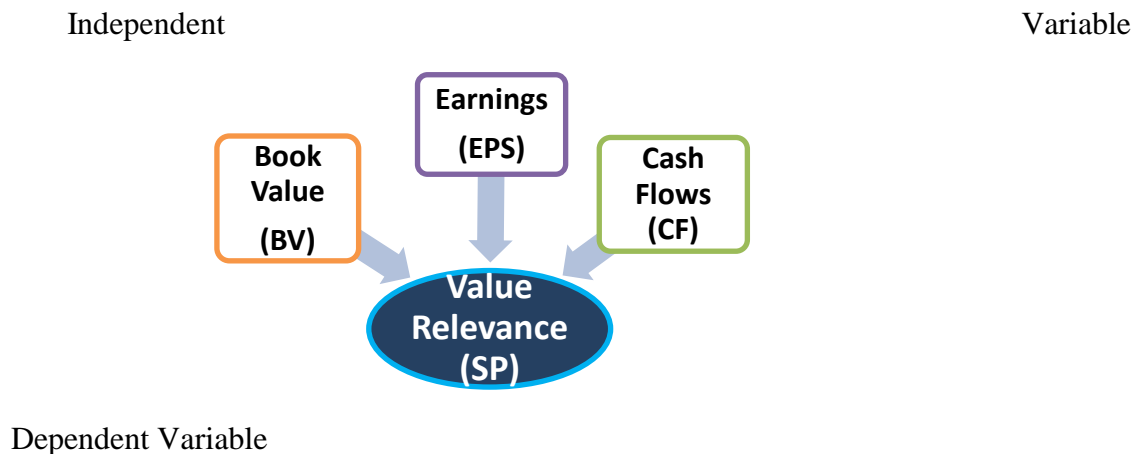 Independent Variable
Earnings
(EPS)
Book
Value
(BV)
Cash
Flows
(CF)
Value
Relevance
(SP)
Dependent Variable